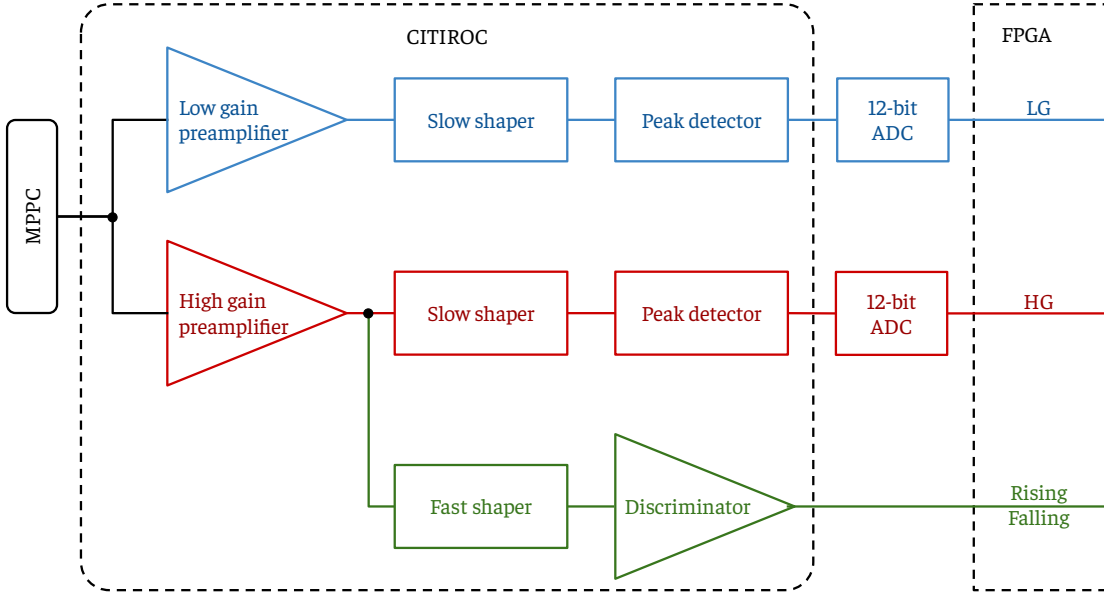 CITIROC
FPGA
MPPC
Low gain
preamplifier
Slow shaper
Peak detector
12-bit
ADC
LG
High gain
preamplifier
Slow shaper
Peak detector
12-bit
ADC
HG
Fast shaper
Discriminator
Rising
Falling